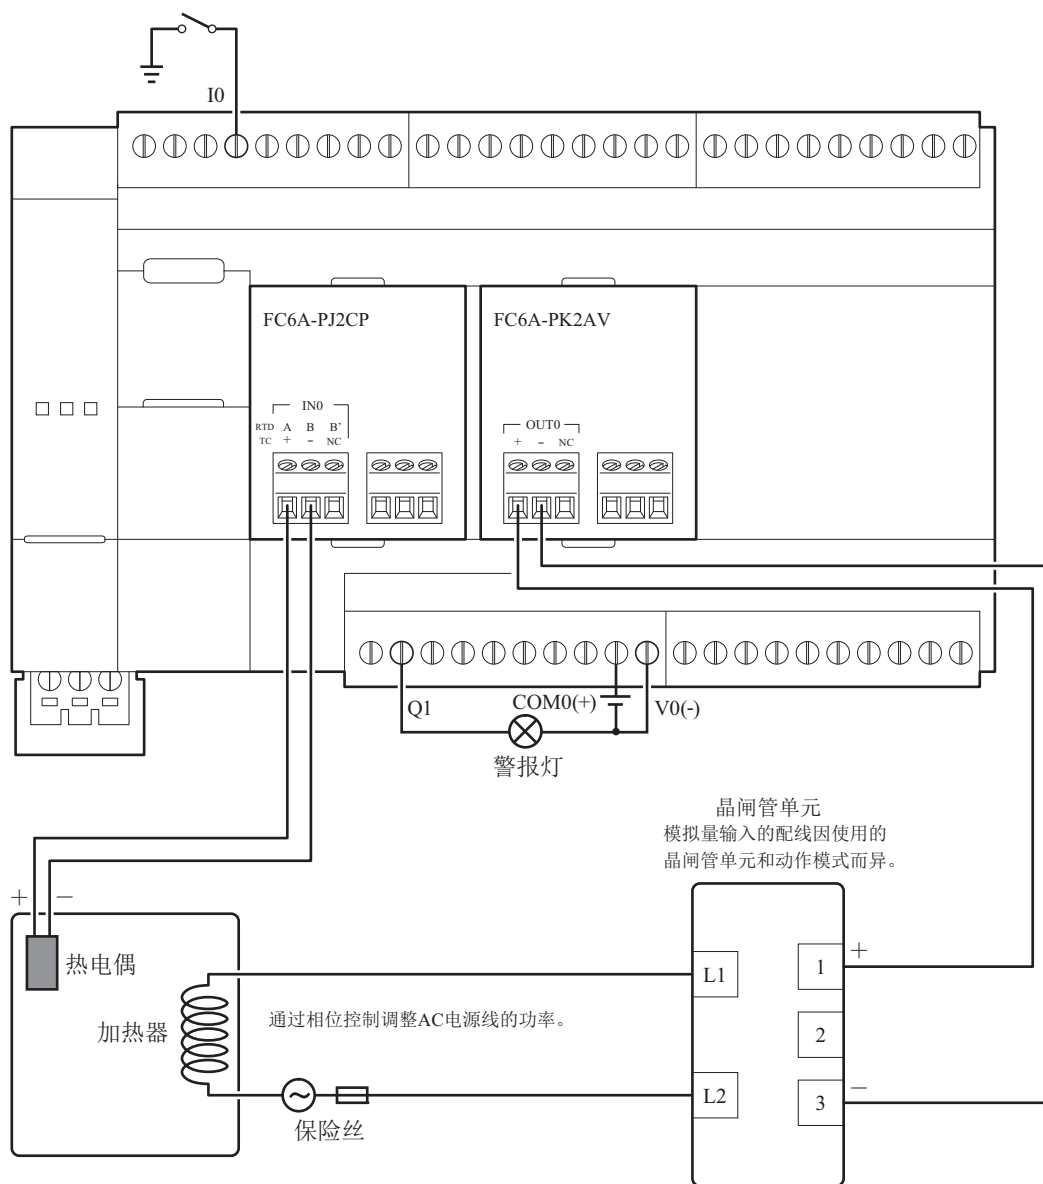 I0
FC6A-PJ2CP
FC6A-PK2AV
IN0
RTD A B B'
TC + - NC
OUT0
+ - NC
Q1
COM0(+)
V0(-)
警报灯
晶闸管单元
模拟量输入的配线因使用的
晶闸管单元和动作模式而异。
+ －
热电偶
加热器
通过相位控制调整AC电源线的功率。
保险丝
L1
L2
1
+
2
3
－